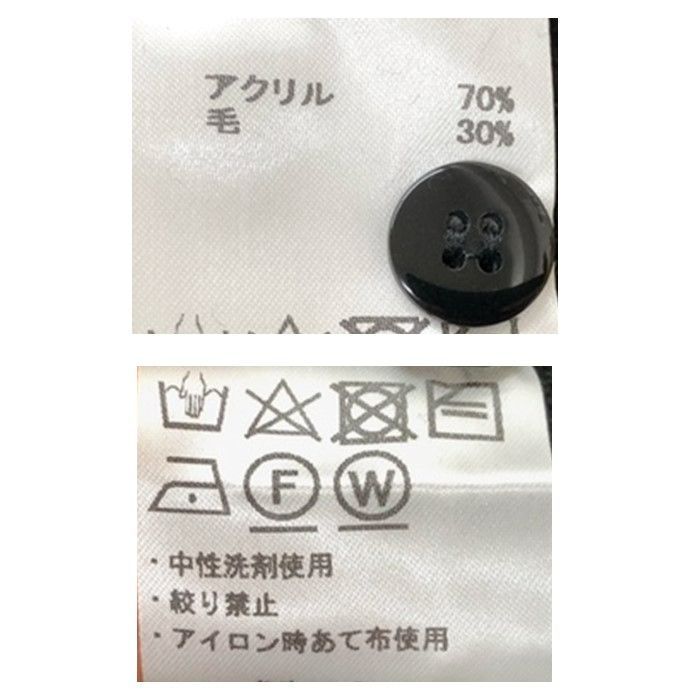 アクリル 70%
毛 30%
F W
・中性洗剤使用
・絞り禁止
・アイロン時あて布使用